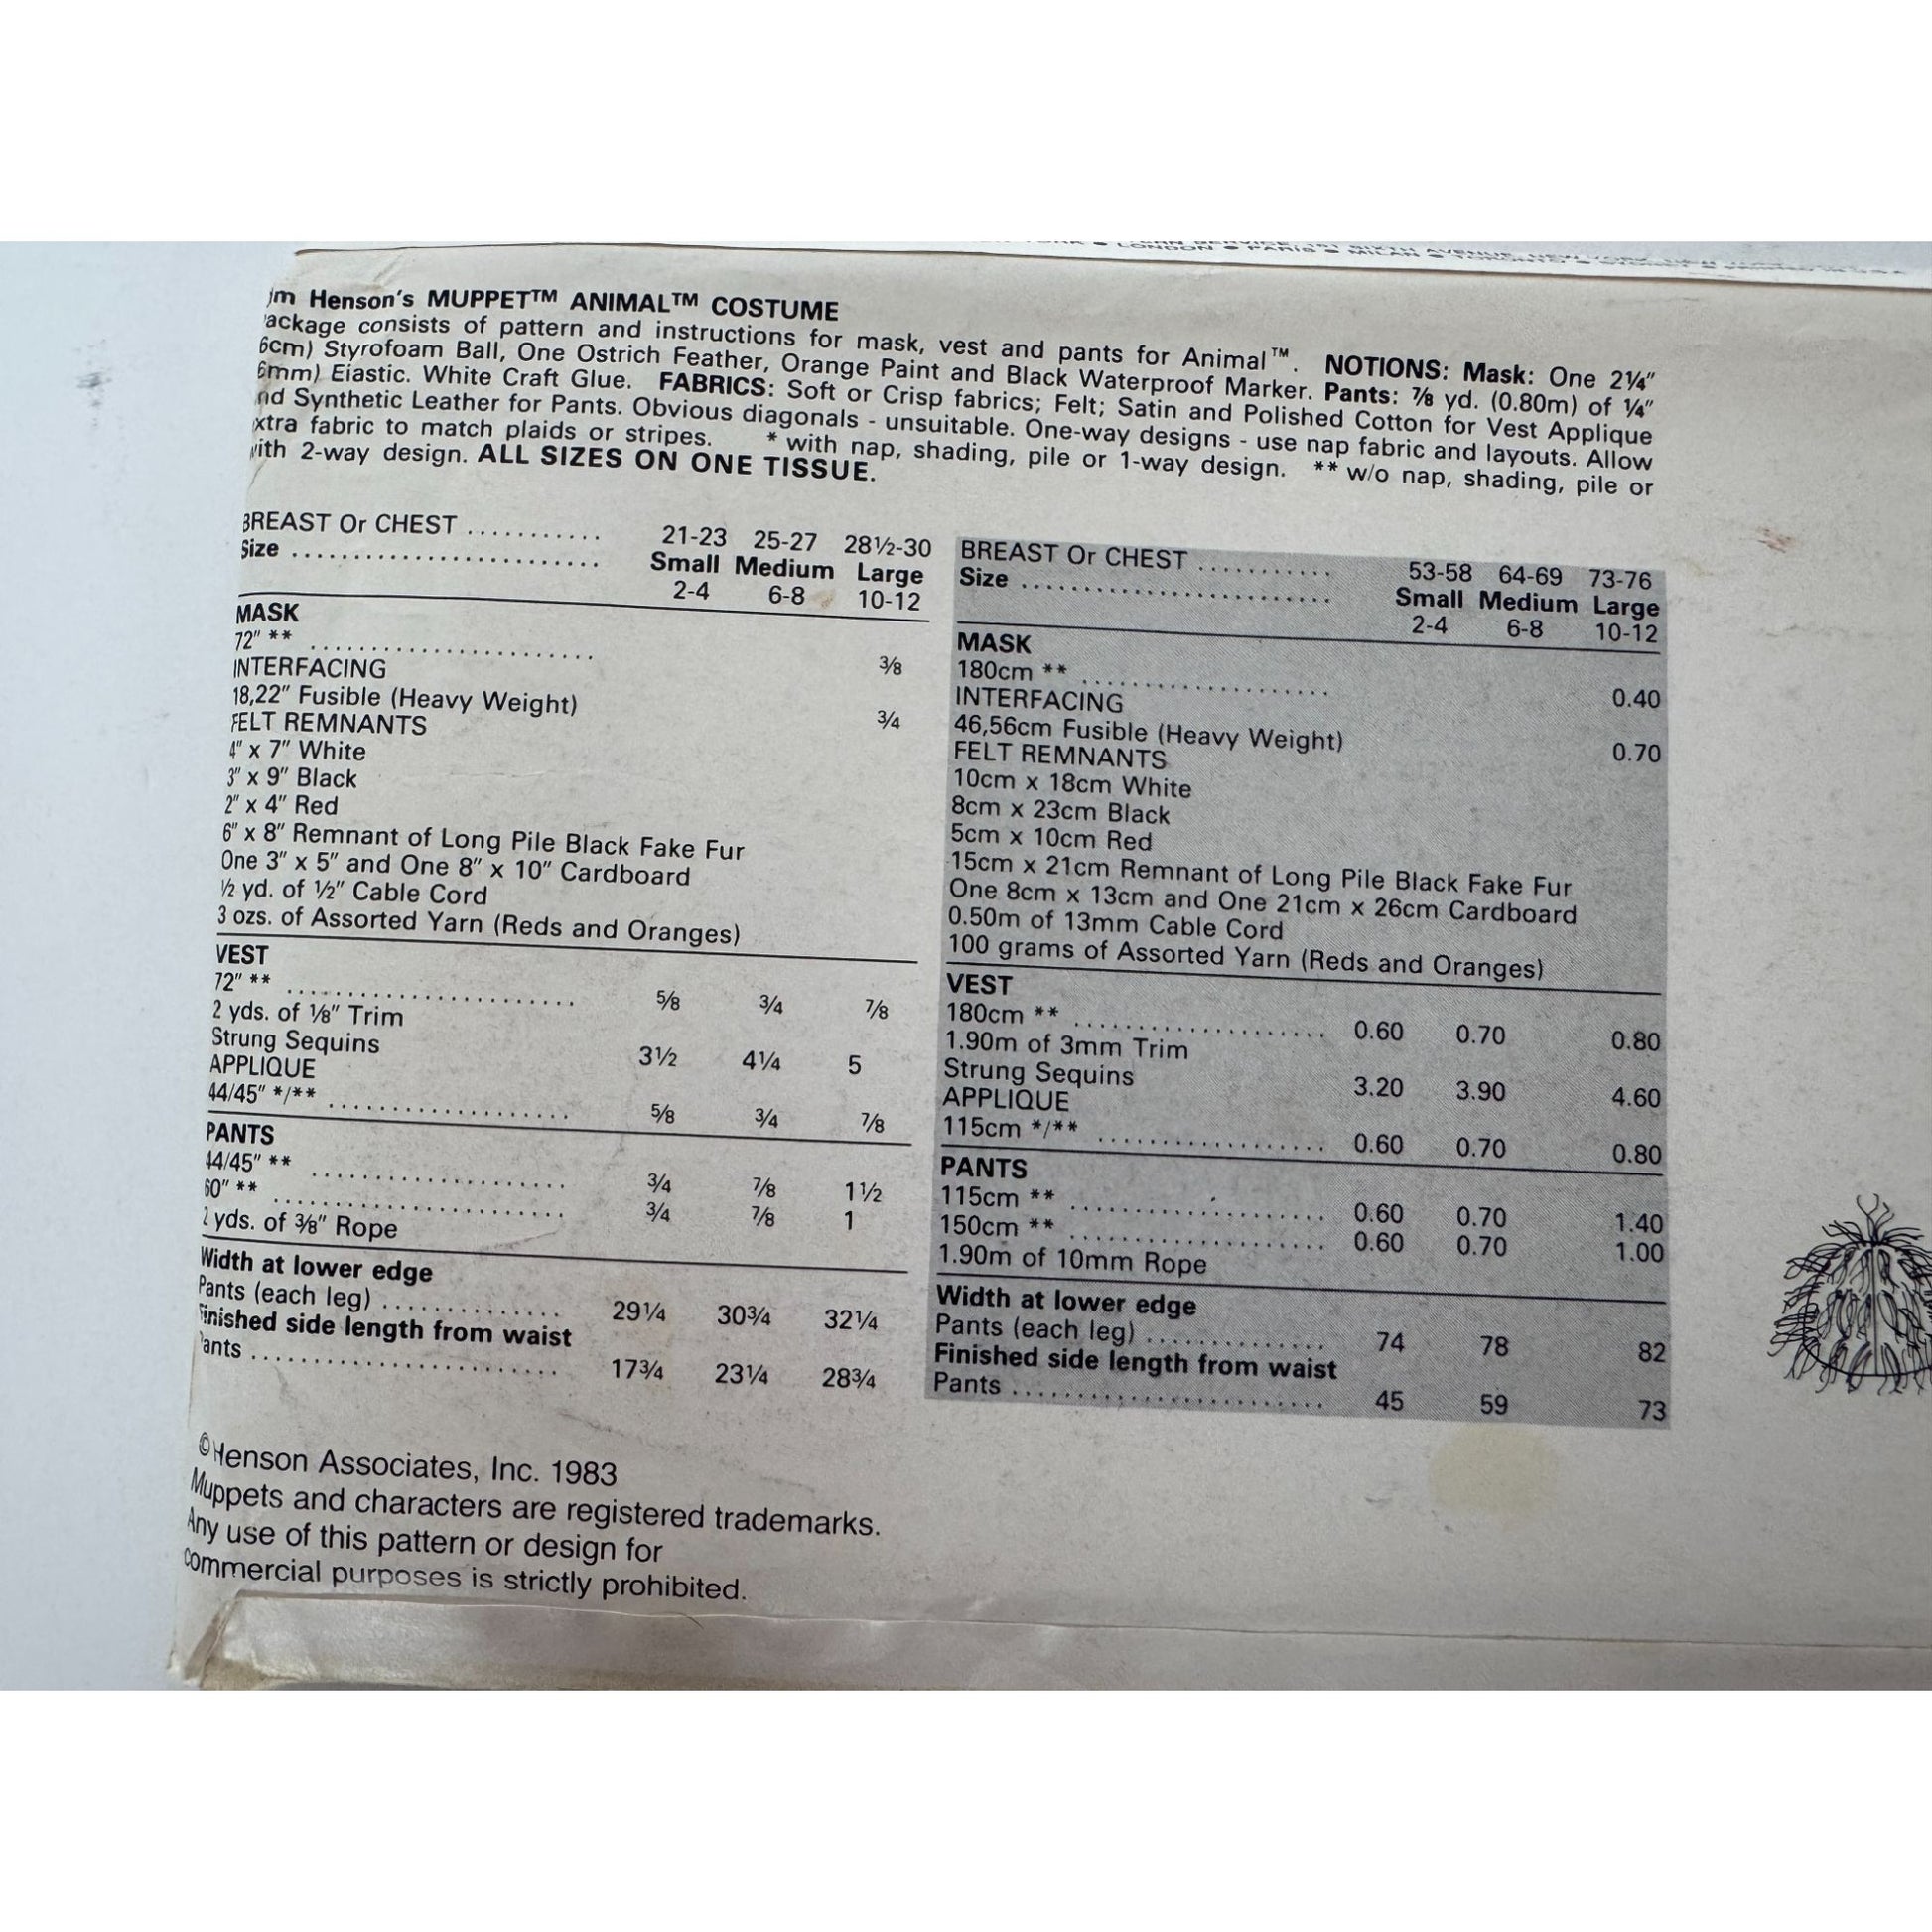 LONDON • PARIS • MILAN • TORONTO • SYDNEY •
Henson's MUPPET™ ANIMAL™ COSTUME
ackage consists of pattern and instructions for mask, vest and pants for Animal™. NOTIONS: Mask: One 2¼"
6cm) Styrofoam Ball, One Ostrich Feather, Orange Paint and Black Waterproof Marker. Pants: ⅞ yd. (0.80m) of ¼"
6mm) Elastic. White Craft Glue. FABRICS: Soft or Crisp fabrics; Felt; Satin and Polished Cotton for Vest Applique
nd Synthetic Leather for Pants. Obvious diagonals - unsuitable. One-way designs - use nap fabric and layouts. Allow
xtra fabric to match plaids or stripes. * with nap, shading, pile or 1-way design. ** w/o nap, shading, pile or
with 2-way design. ALL SIZES ON ONE TISSUE.
BREAST Or CHEST ........... 21-23 25-27 28½-30
Size ......................... Small Medium Large
2-4 6-8 10-12
MASK
72" ** ....................... ⅜
INTERFACING
18,22" Fusible (Heavy Weight) ¾
FELT REMNANTS
4" x 7" White
3" x 9" Black
2" x 4" Red
6" x 8" Remnant of Long Pile Black Fake Fur
One 3" x 5" and One 8" x 10" Cardboard
½ yd. of ½" Cable Cord
3 ozs. of Assorted Yarn (Reds and Oranges)
VEST
72" ** ....................... ⅝ ¾ ⅞
2 yds. of ⅛" Trim
Strung Sequins 3½ 4¼ 5
APPLIQUE
44/45" */** ................... ⅝ ¾ ⅞
PANTS
44/45" ** .................... ¾ ⅞ 1½
60" ** ....................... ¾ ⅞ 1
2 yds. of ⅜" Rope
Width at lower edge
Pants (each leg) ............. 29¼ 30¾ 32¼
Finished side length from waist
Pants ....................... 17¾ 23¼ 28¾
BREAST Or CHEST ........... 53-58 64-69 73-76
Size ......................... Small Medium Large
2-4 6-8 10-12
MASK
180cm ** .................... 0.40
INTERFACING
46,56cm Fusible (Heavy Weight) 0.70
FELT REMNANTS
10cm x 18cm White
8cm x 23cm Black
5cm x 10cm Red
15cm x 21cm Remnant of Long Pile Black Fake Fur
One 8cm x 13cm and One 21cm x 26cm Cardboard
0.50m of 13mm Cable Cord
100 grams of Assorted Yarn (Reds and Oranges)
VEST
180cm ** .................... 0.60 0.70 0.80
1.90m of 3mm Trim
Strung Sequins 3.20 3.90 4.60
APPLIQUE
115cm */** .................. 0.60 0.70 0.80
PANTS
115cm ** .................... 0.60 0.70 1.40
150cm ** .................... 0.60 0.70 1.00
1.90m of 10mm Rope
Width at lower edge
Pants (each leg) ............. 74 78 82
Finished side length from waist
Pants ....................... 45 59 73
©Henson Associates, Inc. 1983
Muppets and characters are registered trademarks.
Any use of this pattern or design for
commercial purposes is strictly prohibited.